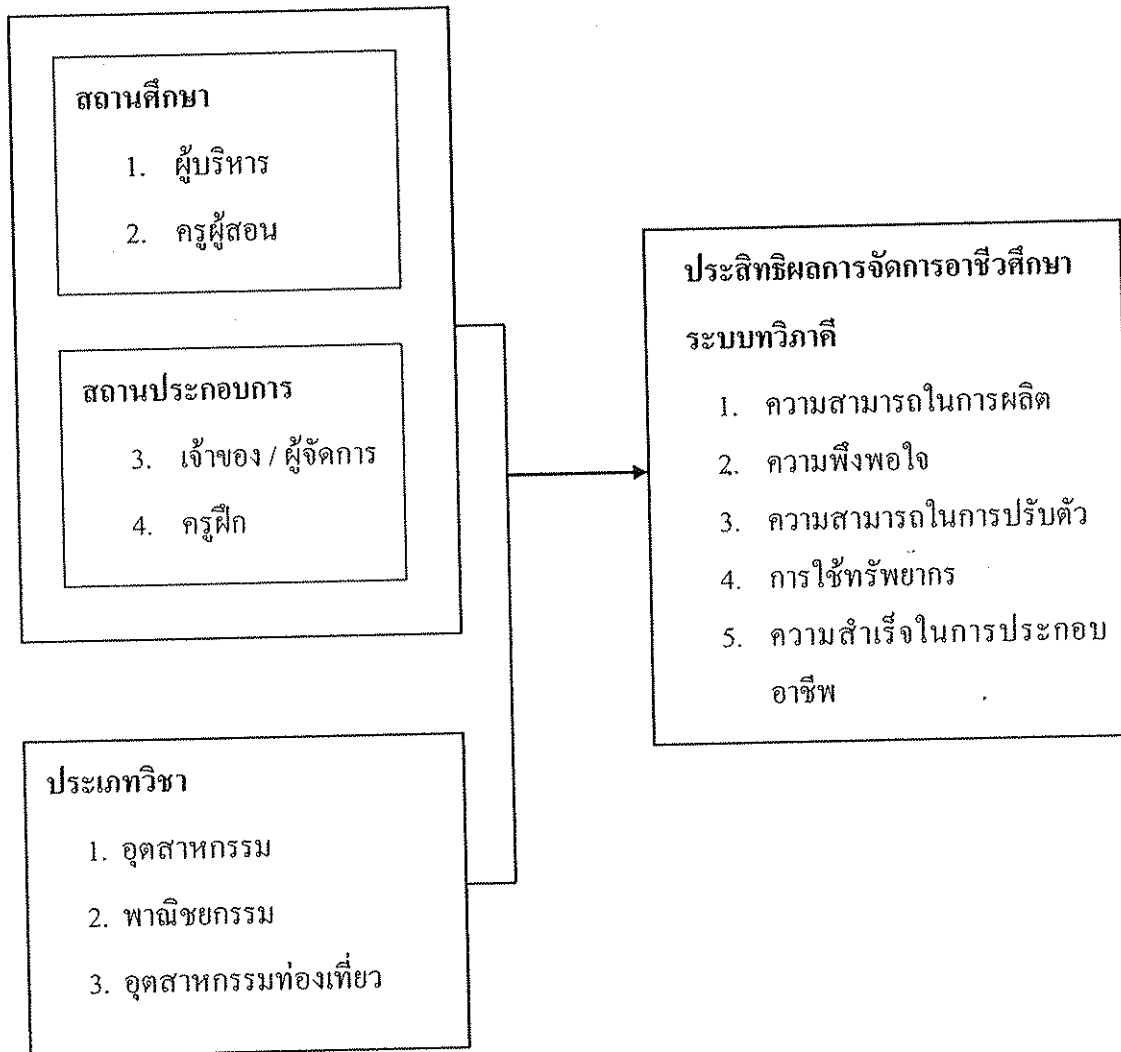 สถานศึกษา
1. ผู้บริหาร
2. ครูผู้สอน
สถานประกอบการ
3. เจ้าของ / ผู้จัดการ
4. ครูฝึก
ประเภทวิชา
1. อุตสาหกรรม
2. พาณิชยกรรม
3. อุตสาหกรรมท่องเที่ยว
ประสิทธิผลการจัดการอาชีวศึกษา
ระบบทวิภาคี
1. ความสามารถในการผลิต
2. ความพึงพอใจ
3. ความสามารถในการปรับตัว
4. การใช้ทรัพยากร
5. ความสำเร็จในการประกอบ
อาชีพ